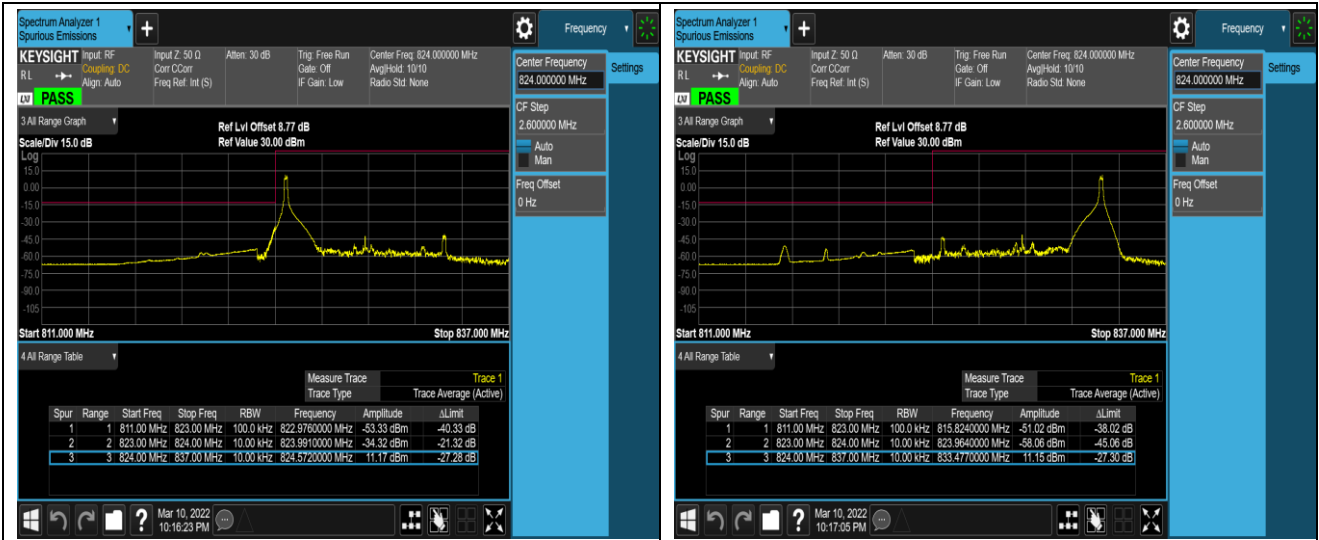 Spectrum Analyzer 1
Spurious Emissions
+
Frequency
KEYSIGHT Input: RF Input Z: 50 Ω Atten: 30 dB Trig: Free Run Center Freq: 824.000000 MHz
Coupling: DC Corr CCorr Gate: Off Avg|Hold: 10/10
RL Align: Auto Freq Ref: Int (S) IF Gain: Low Radio Std: None
LXI PASS
Center Frequency
824.000000 MHz
Settings
CF Step
2.600000 MHz
Auto
Man
Freq Offset
0 Hz
3 All Range Graph
Ref Lvl Offset 8.77 dB
Scale/Div 15.0 dB Ref Value 30.00 dBm
Log
15.0
0.00
-15.0
-30.0
-45.0
-60.0
-75.0
-90.0
-105
Start 811.000 MHz Stop 837.000 MHz
4 All Range Table
Measure Trace Trace 1
Trace Type Trace Average (Active)
Spur Range Start Freq Stop Freq RBW Frequency Amplitude ΔLimit
1 1 811.00 MHz 823.00 MHz 100.0 kHz 822.9760000 MHz -53.33 dBm -40.33 dB
2 2 823.00 MHz 824.00 MHz 10.00 kHz 823.9910000 MHz -34.32 dBm -21.32 dB
3 3 824.00 MHz 837.00 MHz 10.00 kHz 824.5720000 MHz 11.17 dBm -27.28 dB
?
Mar 10, 2022
10:16:23 PM
Spectrum Analyzer 1
Spurious Emissions
+
Frequency
KEYSIGHT Input: RF Input Z: 50 Ω Atten: 30 dB Trig: Free Run Center Freq: 824.000000 MHz
Coupling: DC Corr CCorr Gate: Off Avg|Hold: 10/10
RL Align: Auto Freq Ref: Int (S) IF Gain: Low Radio Std: None
LXI PASS
Center Frequency
824.000000 MHz
Settings
CF Step
2.600000 MHz
Auto
Man
Freq Offset
0 Hz
3 All Range Graph
Ref Lvl Offset 8.77 dB
Scale/Div 15.0 dB Ref Value 30.00 dBm
Log
15.0
0.00
-15.0
-30.0
-45.0
-60.0
-75.0
-90.0
-105
Start 811.000 MHz Stop 837.000 MHz
4 All Range Table
Measure Trace Trace 1
Trace Type Trace Average (Active)
Spur Range Start Freq Stop Freq RBW Frequency Amplitude ΔLimit
1 1 811.00 MHz 823.00 MHz 100.0 kHz 815.8240000 MHz -51.02 dBm -38.02 dB
2 2 823.00 MHz 824.00 MHz 10.00 kHz 823.9640000 MHz -58.06 dBm -45.06 dB
3 3 824.00 MHz 837.00 MHz 10.00 kHz 833.4770000 MHz 11.15 dBm -27.30 dB
?
Mar 10, 2022
10:17:05 PM